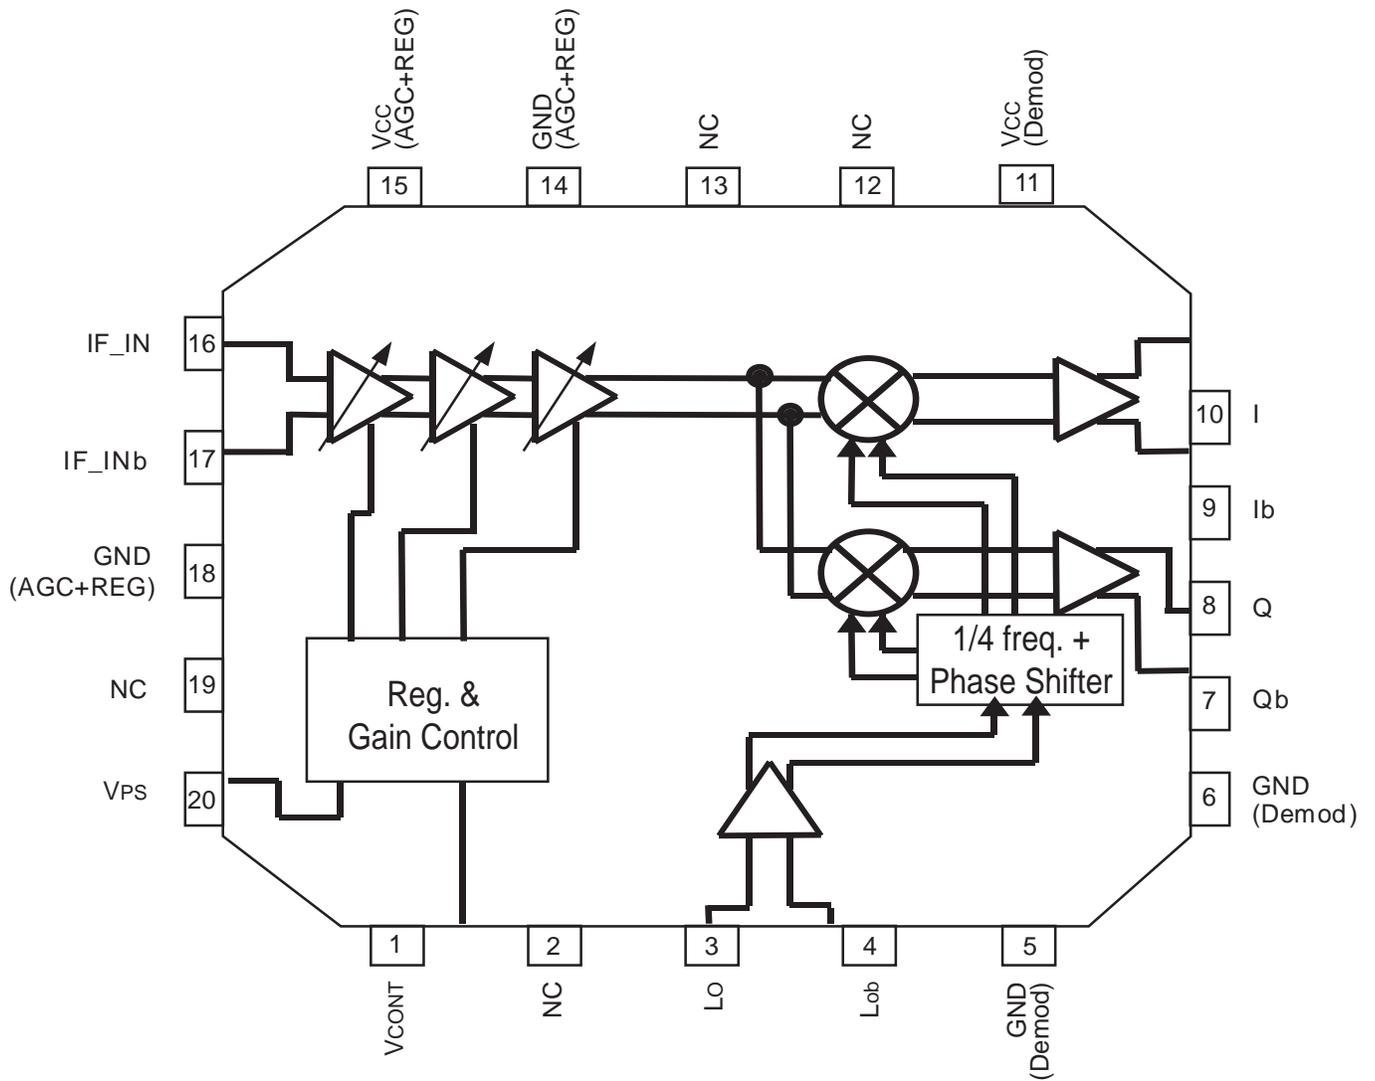 VCC
(AGC+REG)
GND
(AGC+REG)
NC
NC
VCC
(Demod)
15
14
13
12
11
IF_IN
16
IF_INb
17
GND
(AGC+REG)
18
NC
19
VPS
20
10
I
9
Ib
8
Q
7
Qb
6
GND
(Demod)
1/4 freq. +
Phase Shifter
Reg. &
Gain Control
1
2
3
4
5
VCONT
NC
LO
Lob
GND
(Demod)